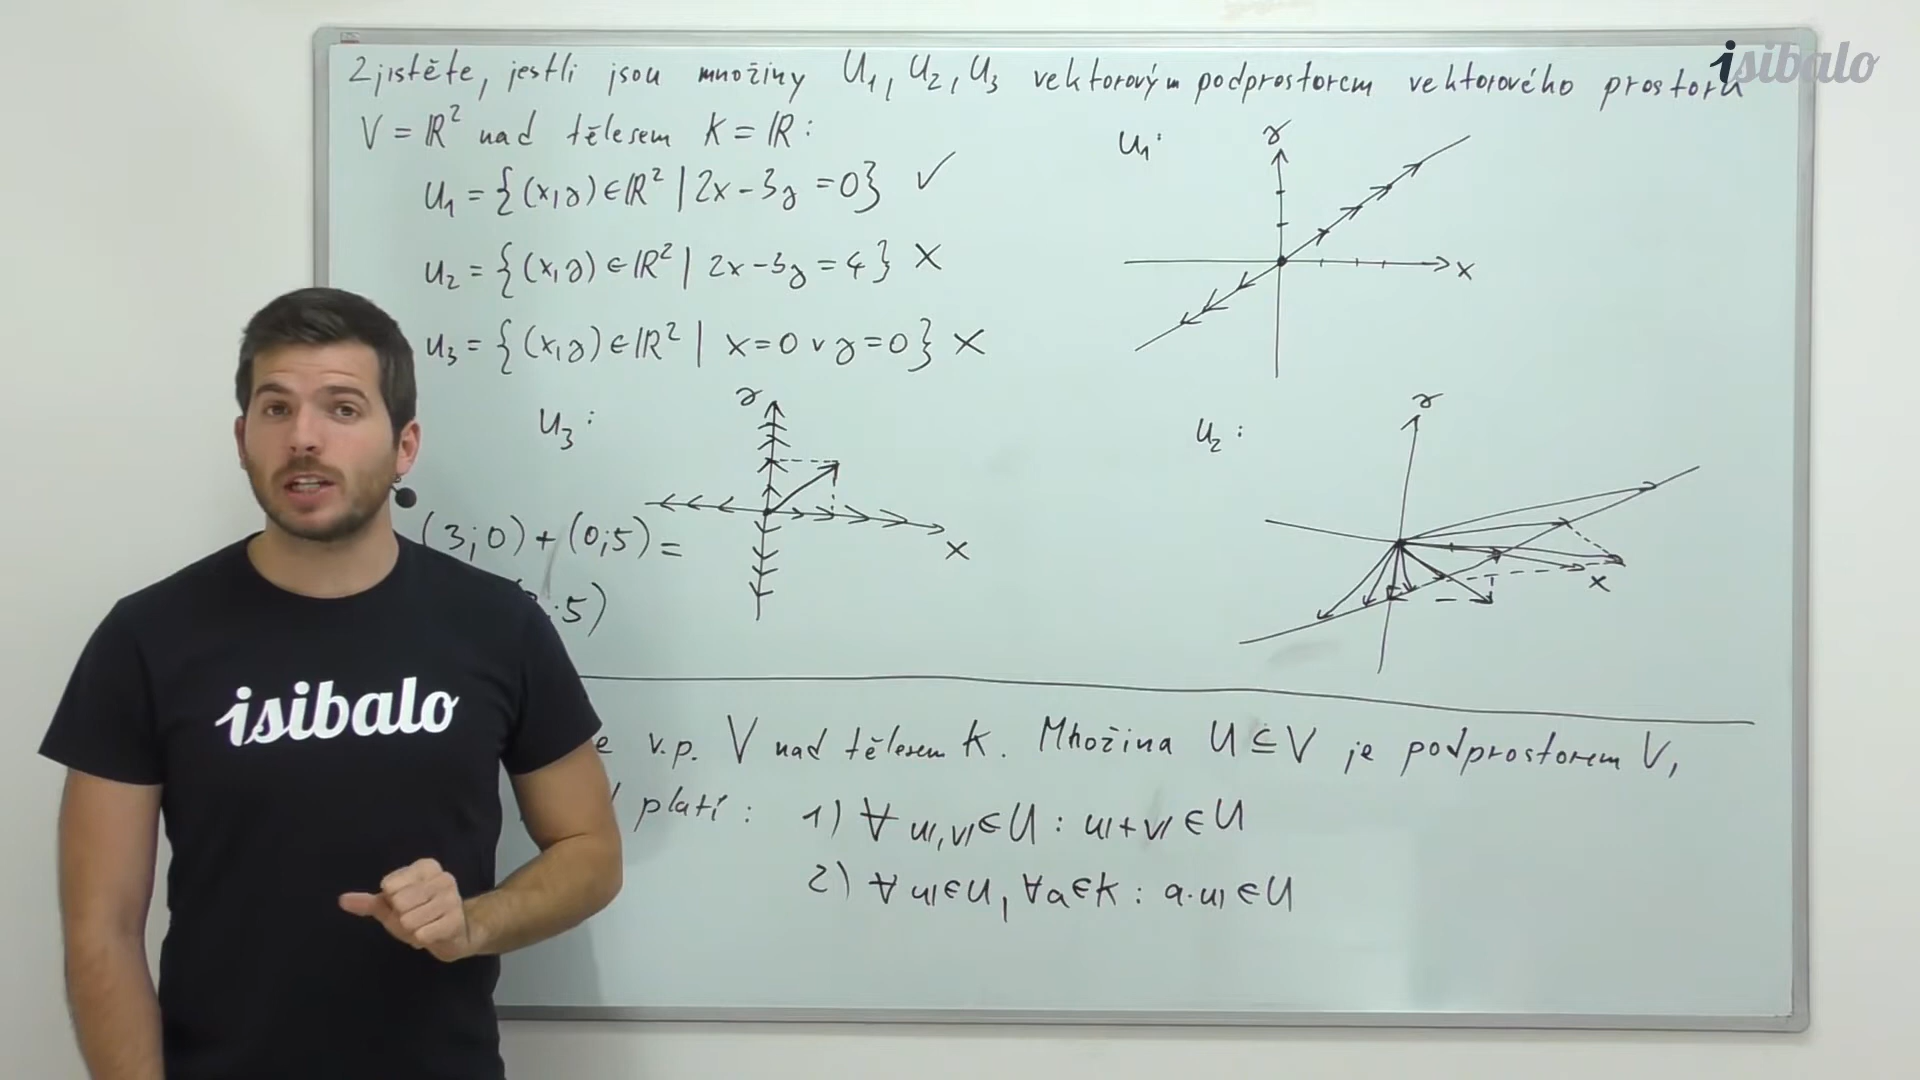 isibalo
Zjistěte, jestli jsou množiny U₁, U₂, U₃ vektorovým podprostorem vektorového prostoru
V = ℝ² nad tělesem K = ℝ:
U₁ = {(x,y) ∈ ℝ² | 2x - 3y = 0} ✓
U₂ = {(x,y) ∈ ℝ² | 2x - 3y = 4} ×
U₃ = {(x,y) ∈ ℝ² | x = 0 ∨ y = 0} ×
U₁:
y
x
U₃:
y
x
U₂:
y
x
(3;0) + (0;5) =
;5)
isibalo
v.p. V nad tělesem K. Množina U ⊆ V je podprostorem V,
platí: 1) ∀ u, v ∈ U : u + v ∈ U
2) ∀ u ∈ U, ∀ a ∈ K : a·u ∈ U